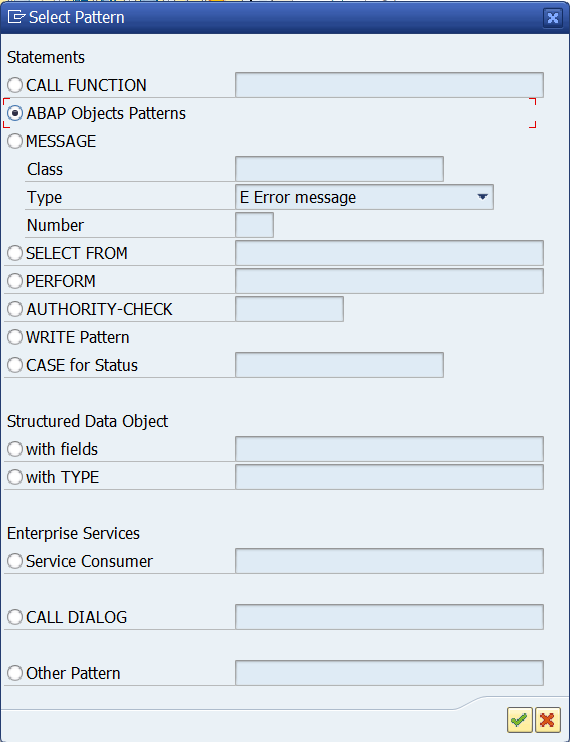 Select Pattern
Statements
CALL FUNCTION
ABAP Objects Patterns
MESSAGE
Class
Type E Error message
Number
SELECT FROM
PERFORM
AUTHORITY-CHECK
WRITE Pattern
CASE for Status
Structured Data Object
with fields
with TYPE
Enterprise Services
Service Consumer
CALL DIALOG
Other Pattern